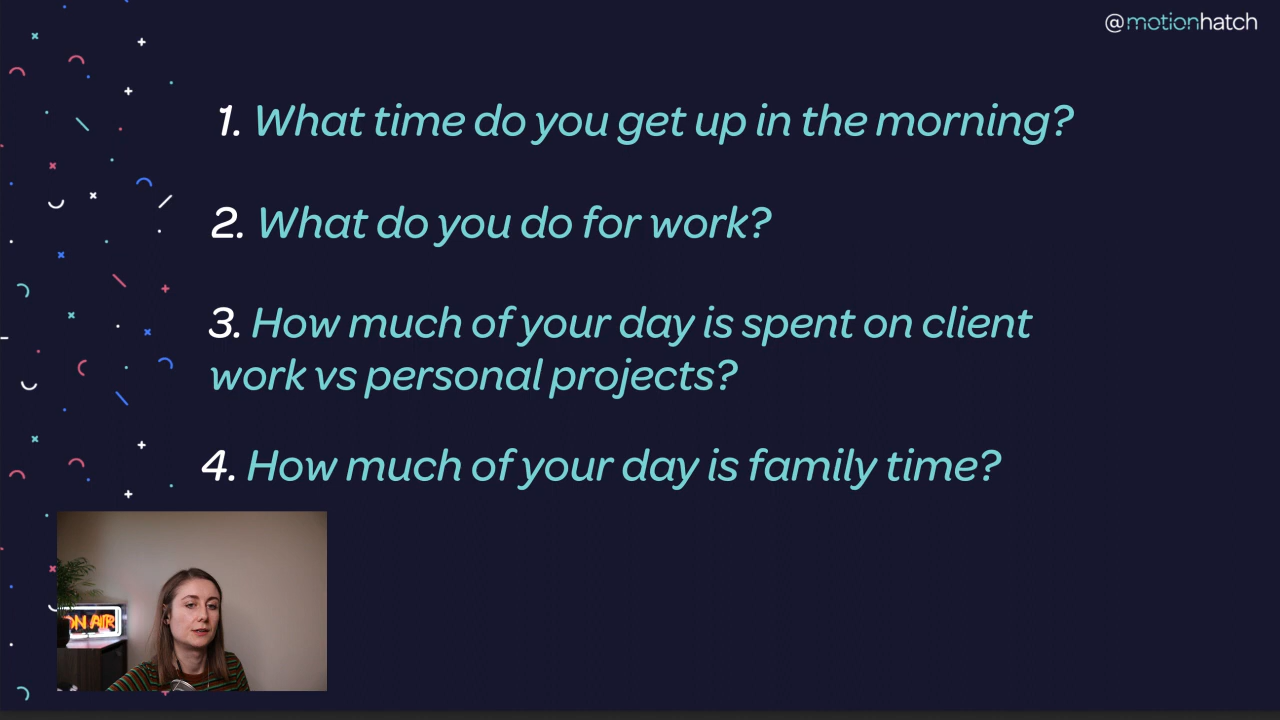 @motionhatch
1. What time do you get up in the morning?
2. What do you do for work?
3. How much of your day is spent on client
work vs personal projects?
4. How much of your day is family time?
ON AIR